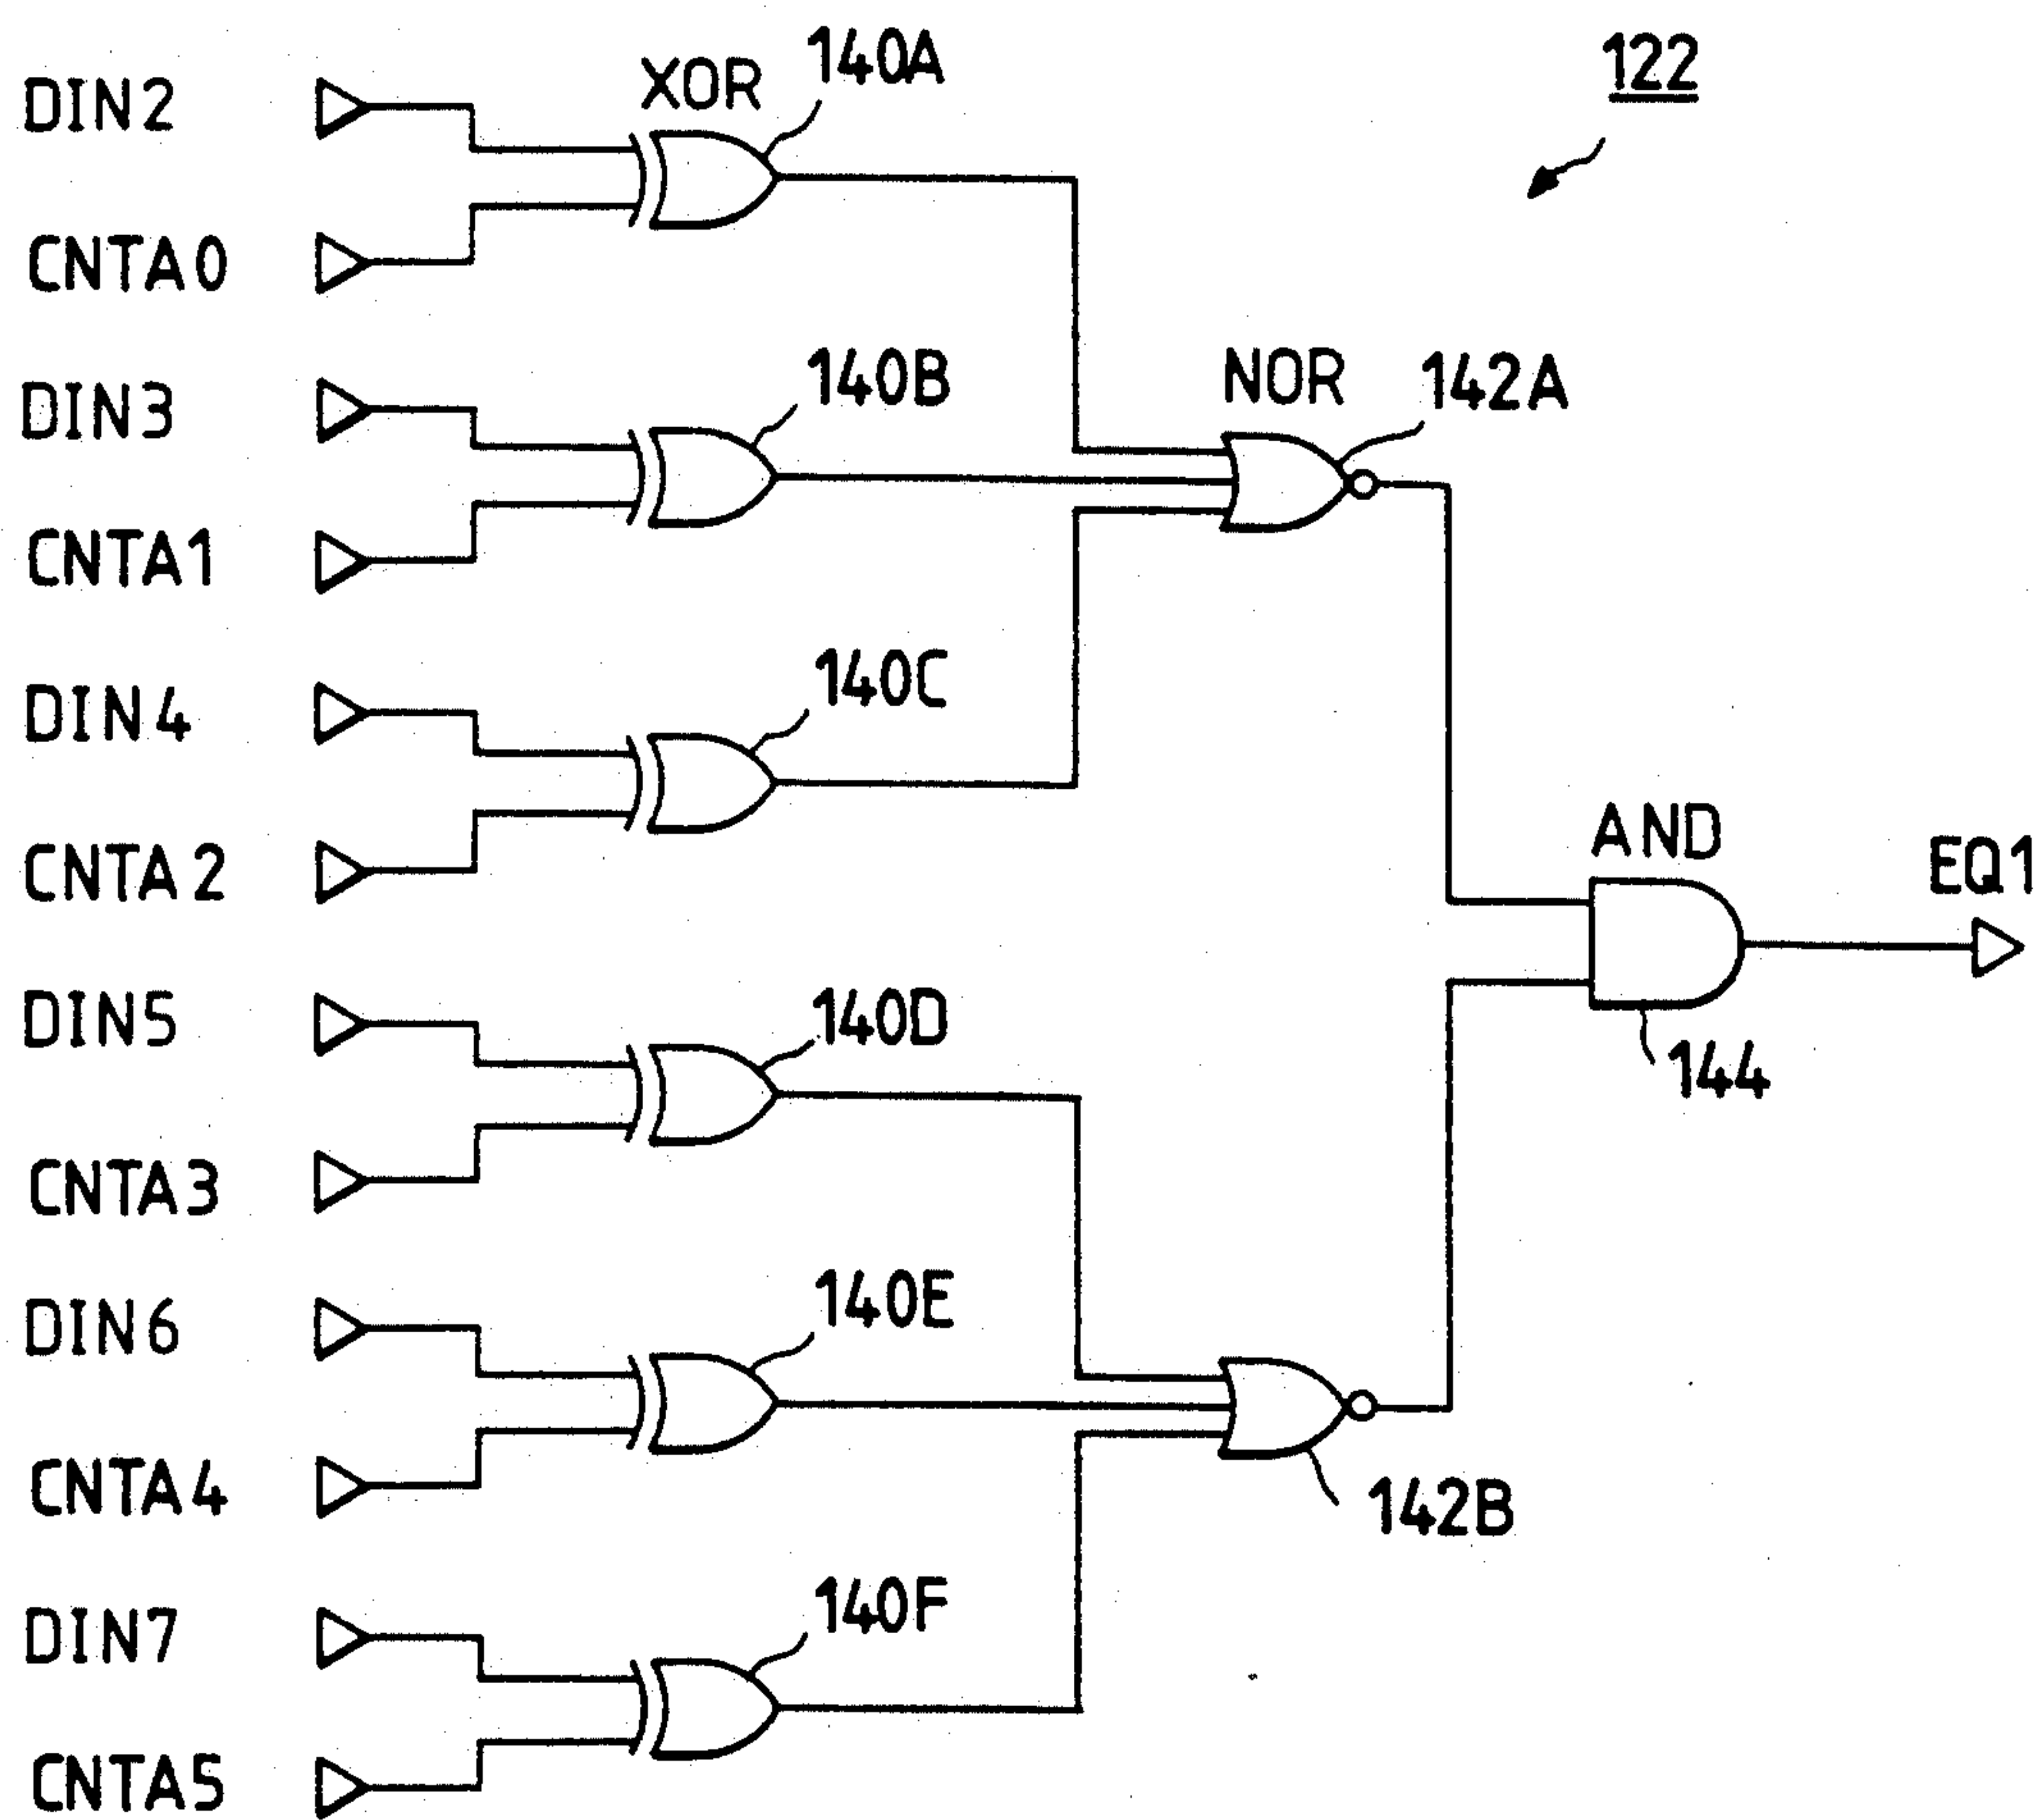 122
XOR 140A
DIN2
CNTA0
140B
DIN3
CNTA1
NOR 142A
140C
DIN4
CNTA2
AND
EQ1
144
140D
DIN5
CNTA3
140E
DIN6
CNTA4
142B
140F
DIN7
CNTA5